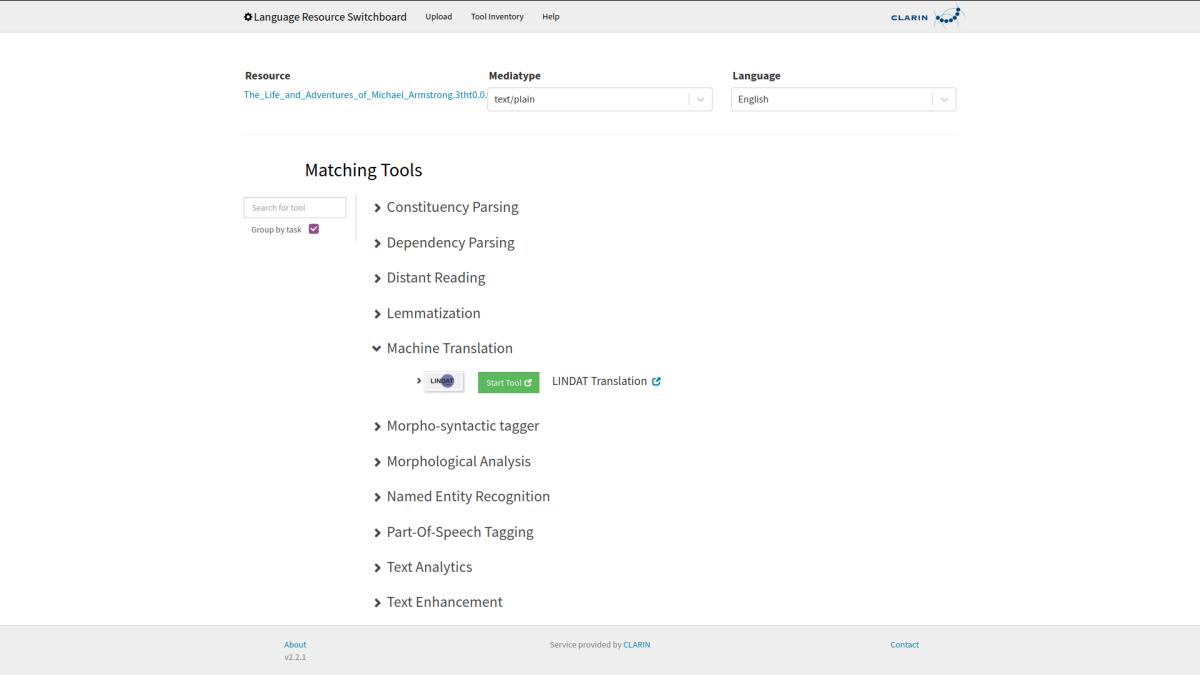 Language Resource Switchboard Upload Tool Inventory Help CLARIN
Resource Mediatype Language
The_Life_and_Adventures_of_Michael_Armstrong.3tht0.0. text/plain English
Matching Tools
Search for tool
Group by task
Constituency Parsing
Dependency Parsing
Distant Reading
Lemmatization
Machine Translation
LINDAT Start Tool LINDAT Translation
Morpho-syntactic tagger
Morphological Analysis
Named Entity Recognition
Part-Of-Speech Tagging
Text Analytics
Text Enhancement
About Service provided by CLARIN Contact
v2.2.1